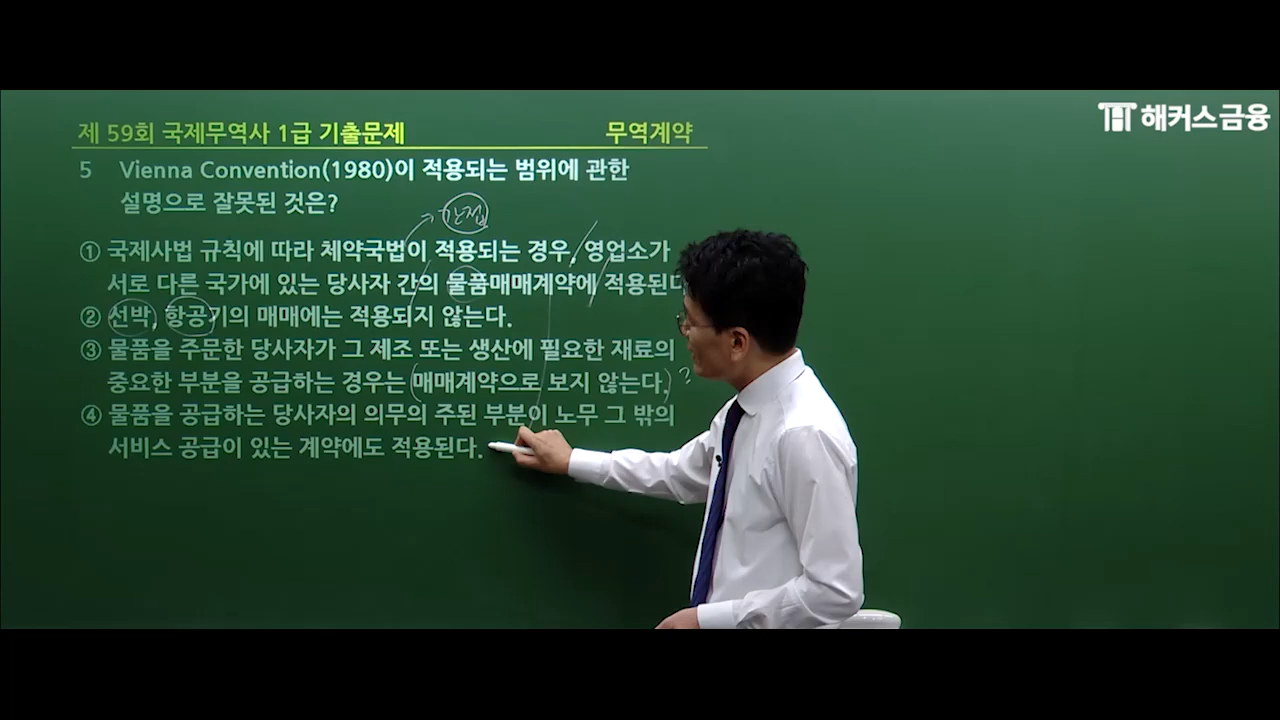 해커스금융
제 59회 국제무역사 1급 기출문제 무역계약
5 Vienna Convention(1980)이 적용되는 범위에 관한
설명으로 잘못된 것은?
간접
① 국제사법 규칙에 따라 체약국법이 적용되는 경우, 영업소가
서로 다른 국가에 있는 당사자 간의 물품매매계약에 적용된다
② 선박, 항공기의 매매에는 적용되지 않는다.
③ 물품을 주문한 당사자가 그 제조 또는 생산에 필요한 재료의
중요한 부분을 공급하는 경우는 매매계약으로 보지 않는다. ?
④ 물품을 공급하는 당사자의 의무의 주된 부분이 노무 그 밖의
서비스 공급이 있는 계약에도 적용된다.